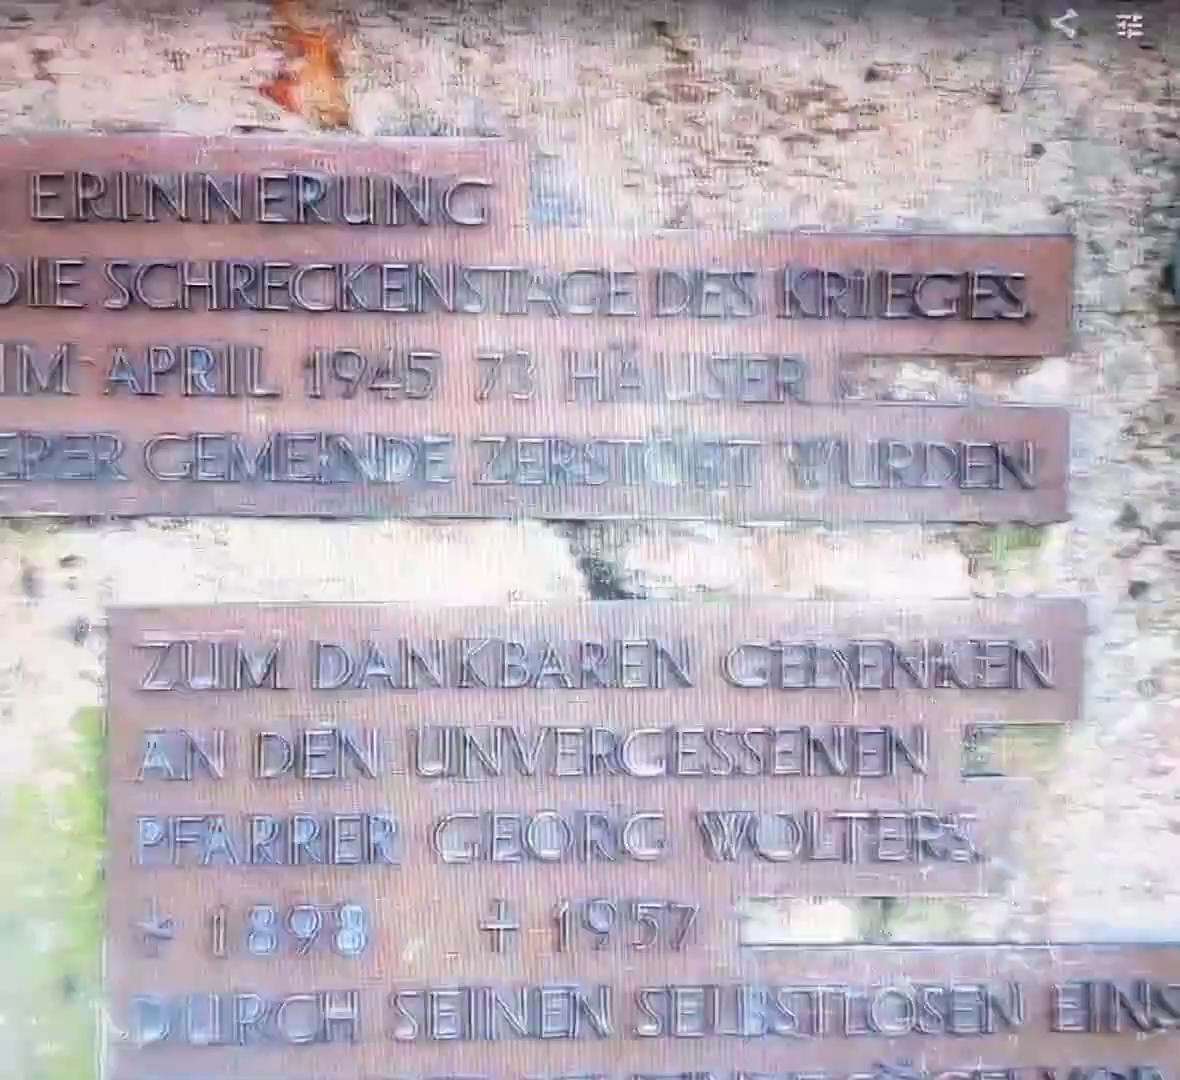 ERINNERUNG
DIE SCHRECKENSTAGE DES KRIEGES
IM APRIL 1945 73 HÄUSER
GEMEINDE ZERSTÖRT WURDEN
ZUM DANKBAREN GEDENKEN
AN DEN UNVERGESSENEN
PFARRER GEORG WOLTERS
* 1898 † 1957
DURCH SEINEN SELBSTLOSEN EINS